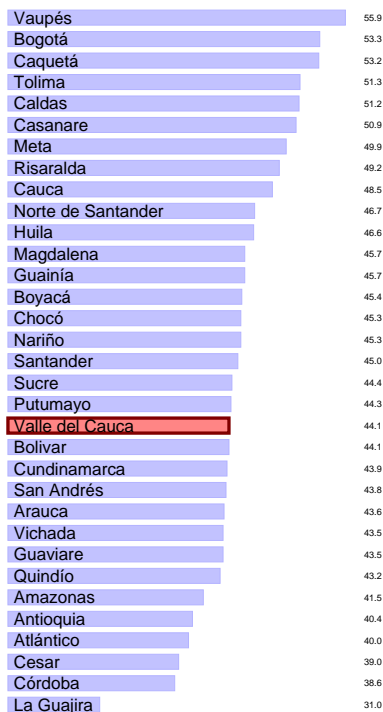 Vaupés 55.9
Bogotá 53.3
Caquetá 53.2
Tolima 51.3
Caldas 51.2
Casanare 50.9
Meta 49.9
Risaralda 49.2
Cauca 48.5
Norte de Santander 46.7
Huila 46.6
Magdalena 45.7
Guainía 45.7
Boyacá 45.4
Chocó 45.3
Nariño 45.3
Santander 45.0
Sucre 44.4
Putumayo 44.3
Valle del Cauca 44.1
Bolivar 44.1
Cundinamarca 43.9
San Andrés 43.8
Arauca 43.6
Vichada 43.5
Guaviare 43.5
Quindío 43.2
Amazonas 41.5
Antioquia 40.4
Atlántico 40.0
Cesar 39.0
Córdoba 38.6
La Guajira 31.0